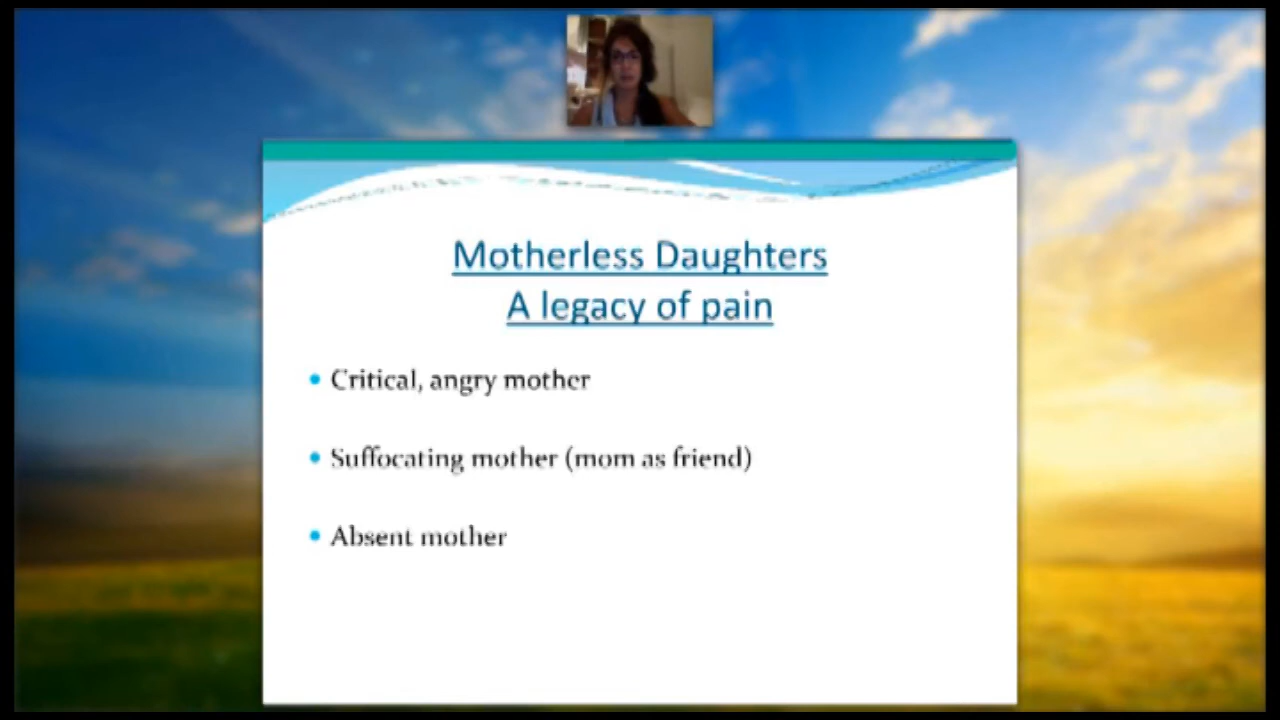 Motherless Daughters
A legacy of pain
• Critical, angry mother
• Suffocating mother (mom as friend)
• Absent mother